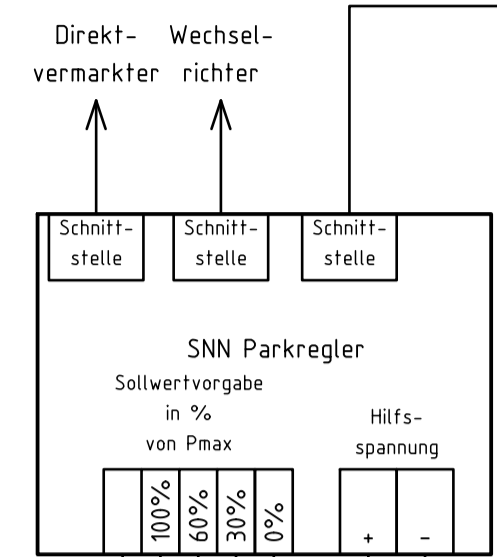 Direkt-
vermarkter
Wechsel-
richter
Schnitt-
stelle
Schnitt-
stelle
Schnitt-
stelle
SNN Parkregler
Sollwertvorgabe
in %
von Pmax
Hilfs-
spannung
100%
60%
30%
0%
+
-